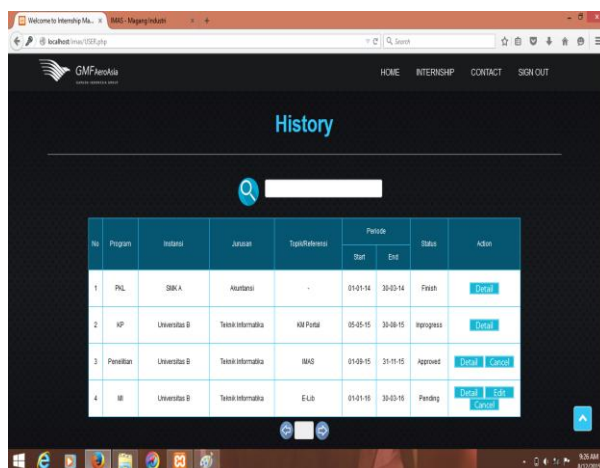 Welcome to Internship Ma...
IMAS - Magang Industri
localhost/imas/USER.php
Search
GMF AeroAsia
HOME INTERNSHIP CONTACT SIGN OUT
History
No Program Instansi Jurusan Topik/Referensi Periode Status Action
Start End
1 PKL SMK A Akuntansi - 01-01-14 30-03-14 Finish Detail
2 KP Universitas B Teknik Informatika KM Portal 05-05-15 30-08-15 Inprogress Detail
3 Penelitian Universitas B Teknik Informatika IMAS 01-09-15 31-11-15 Approved Detail Cancel
4 MI Universitas B Teknik Informatika E-Lib 01-01-16 30-03-16 Pending Detail Edit
Cancel
9:26 AM